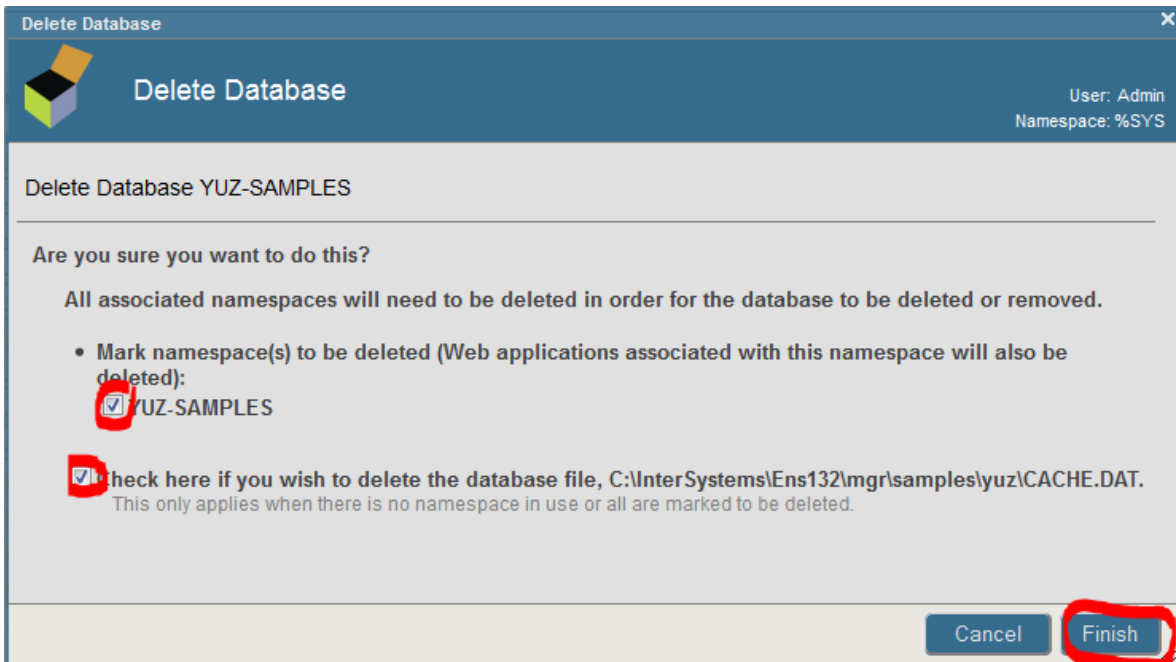 Delete Database
Delete Database
User: Admin
Namespace: %SYS
Delete Database YUZ-SAMPLES
Are you sure you want to do this?
All associated namespaces will need to be deleted in order for the database to be deleted or removed.
• Mark namespace(s) to be deleted (Web applications associated with this namespace will also be
deleted):
YUZ-SAMPLES
Check here if you wish to delete the database file, C:\InterSystems\Ens132\mgr\samples\yuz\CACHE.DAT.
This only applies when there is no namespace in use or all are marked to be deleted.
Cancel Finish